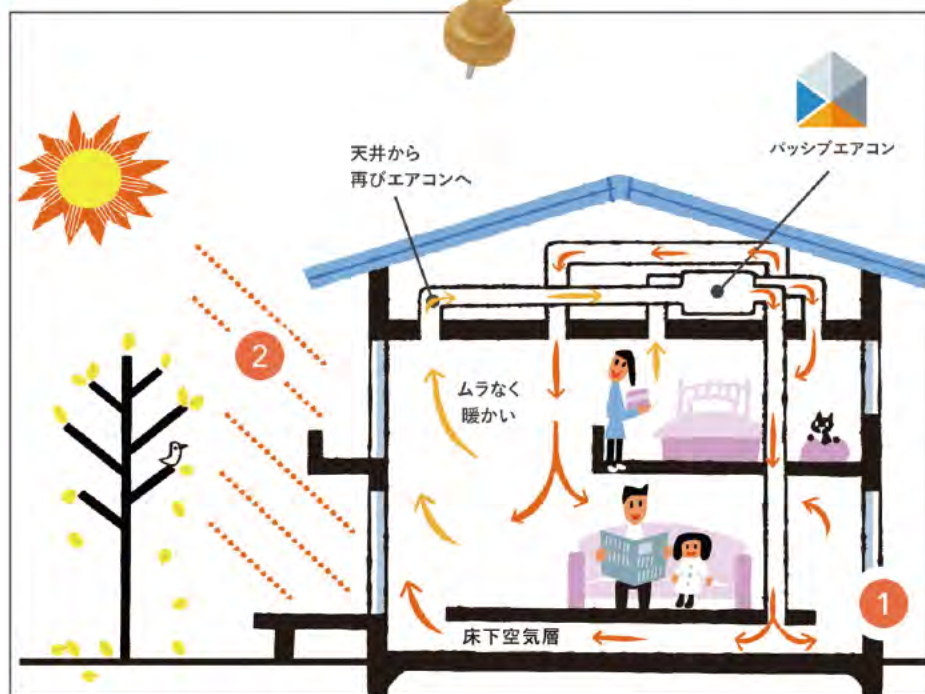 天井から
再びエアコンへ
パッシブエアコン
2
ムラなく
暖かい
1
床下空気層